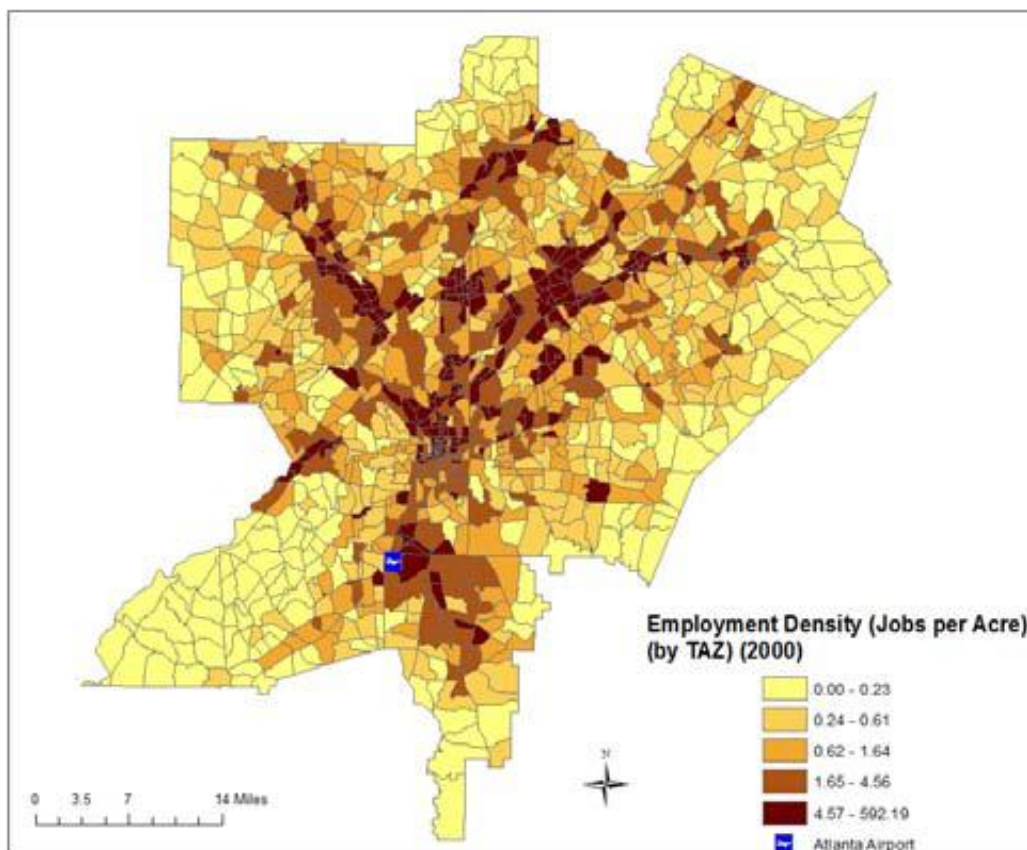 Employment Density (Jobs per Acre)
(by TAZ) (2000)
0.00 - 0.23
0.24 - 0.61
0.62 - 1.64
1.65 - 4.56
4.57 - 592.19
Atlanta Airport
N
0 3.5 7 14 Miles